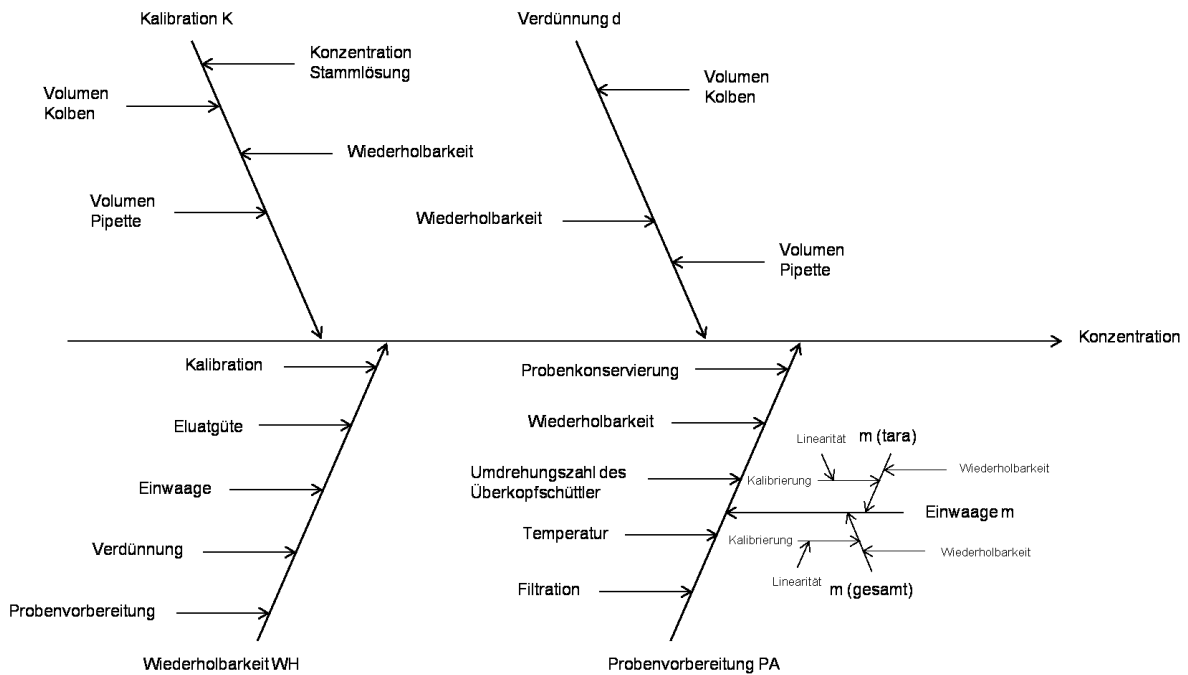 Kalibration K
Verdünnung d
Konzentration
Stammlösung
Volumen
Kolben
Wiederholbarkeit
Volumen
Pipette
Volumen
Kolben
Wiederholbarkeit
Volumen
Pipette
Konzentration
Kalibration
Eluatgüte
Einwaage
Verdünnung
Probenvorbereitung
Wiederholbarkeit WH
Probenkonservierung
Wiederholbarkeit
Umdrehungszahl des
Überkopfschüttler
Temperatur
Filtration
Probenvorbereitung PA
Linearität
m (tara)
Kalibrierung
Wiederholbarkeit
Einwaage m
Kalibrierung
Wiederholbarkeit
Linearität
m (gesamt)